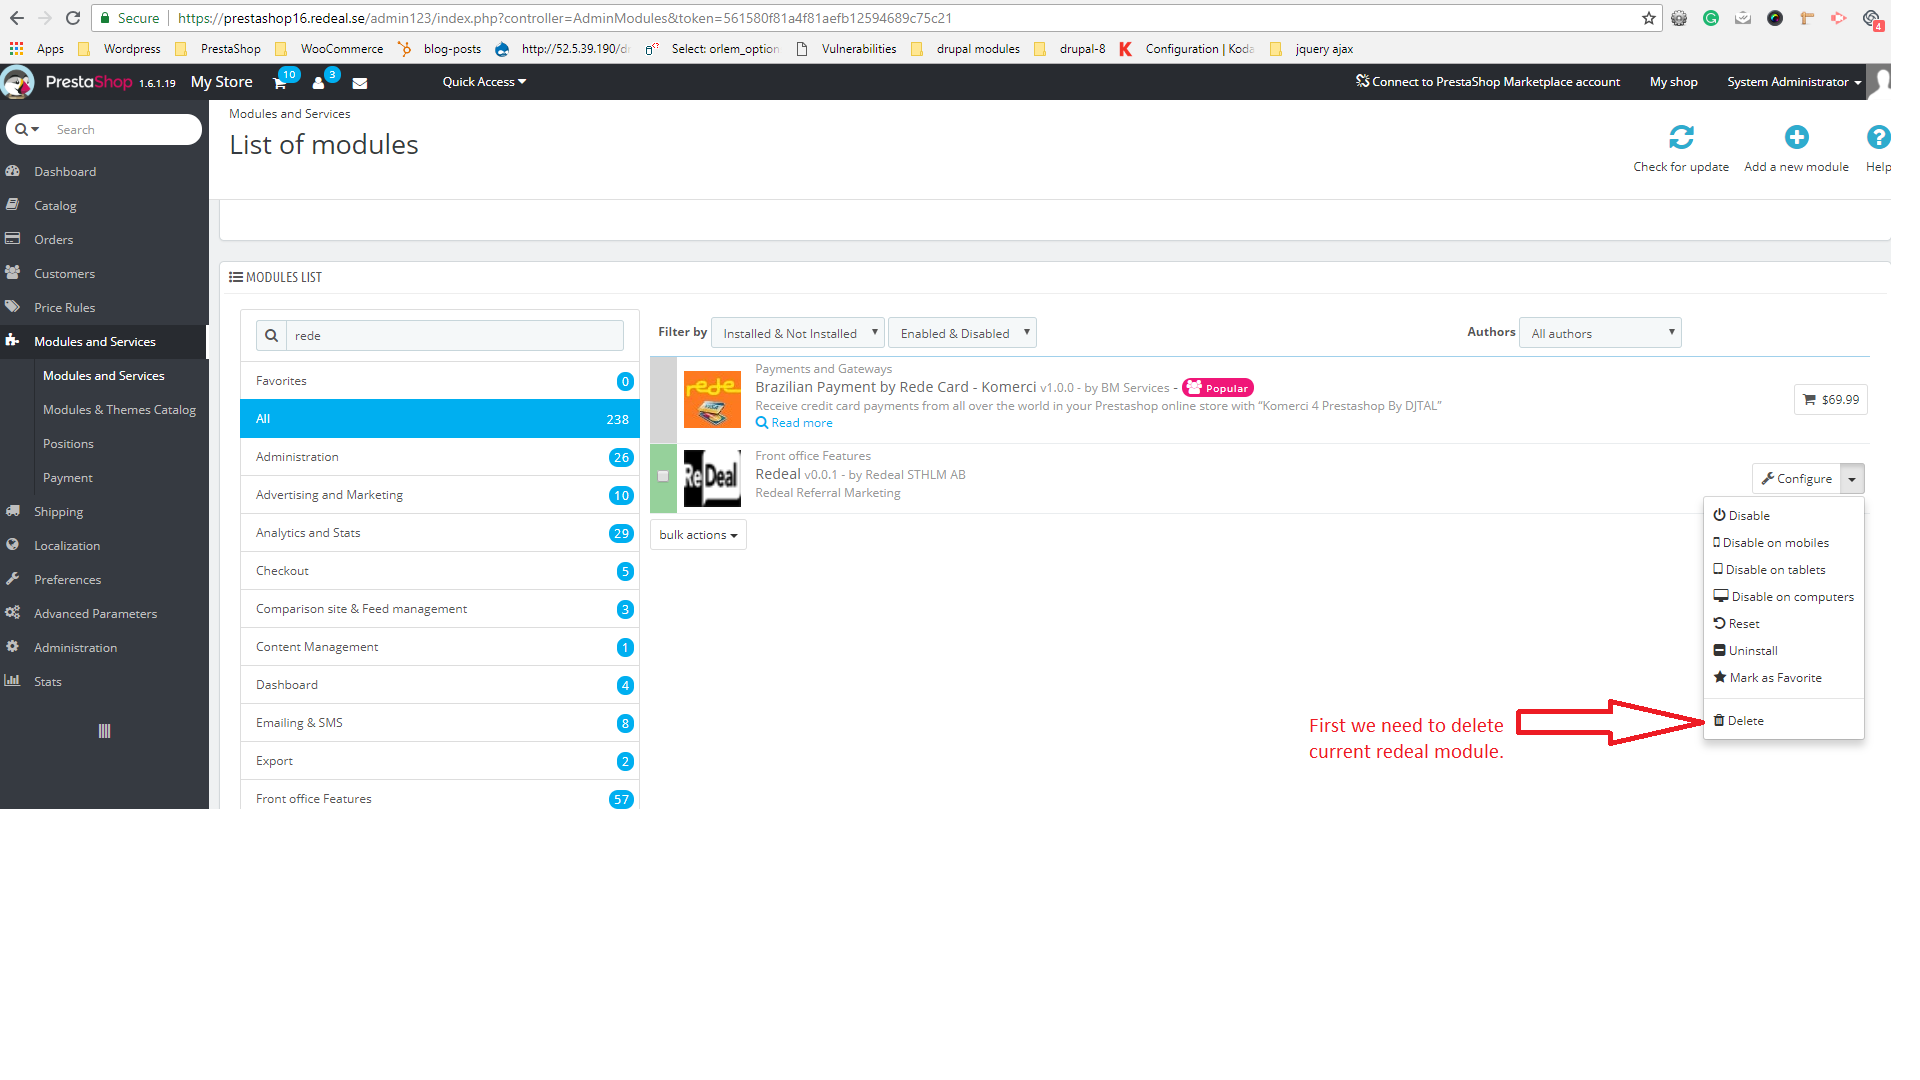 Secure https://prestashop16.redeal.se/admin123/index.php?controller=AdminModules&token=561580f81a4f81aefb12594689c75c21
4
Apps Wordpress PrestaShop WooCommerce blog-posts http://52.5.39.190/dr Select: orlem_option Vulnerabilities drupal modules drupal-8 K Configuration | Koda jquery ajax
PrestaShop 1.6.1.19 My Store 10 3 Quick Access Connect to PrestaShop Marketplace account My shop System Administrator
Search
Dashboard
Catalog
Orders
Customers
Price Rules
Modules and Services
Modules and Services
Modules & Themes Catalog
Positions
Payment
Shipping
Localization
Preferences
Advanced Parameters
Administration
Stats
Modules and Services
List of modules
Check for update Add a new module Help
MODULES LIST
rede
Favorites 0
All 238
Administration 26
Advertising and Marketing 10
Analytics and Stats 29
Checkout 5
Comparison site & Feed management 3
Content Management 1
Dashboard 4
Emailing & SMS 8
Export 2
Front office Features 57
Filter by Installed & Not Installed Enabled & Disabled Authors All authors
rede
Payments and Gateways
Brazilian Payment by Rede Card - Komerci v1.0.0 - by BM Services - Popular
Receive credit card payments from all over the world in your Prestashop online store with “Komerci 4 Prestashop By DJTAL”
Read more
$69.99
ReDeal
Front office Features
Redeal v0.0.1 - by Redeal STHLM AB
Redeal Referral Marketing
Configure
bulk actions
Disable
Disable on mobiles
Disable on tablets
Disable on computers
Reset
Uninstall
Mark as Favorite
Delete
First we need to delete
current redeal module.